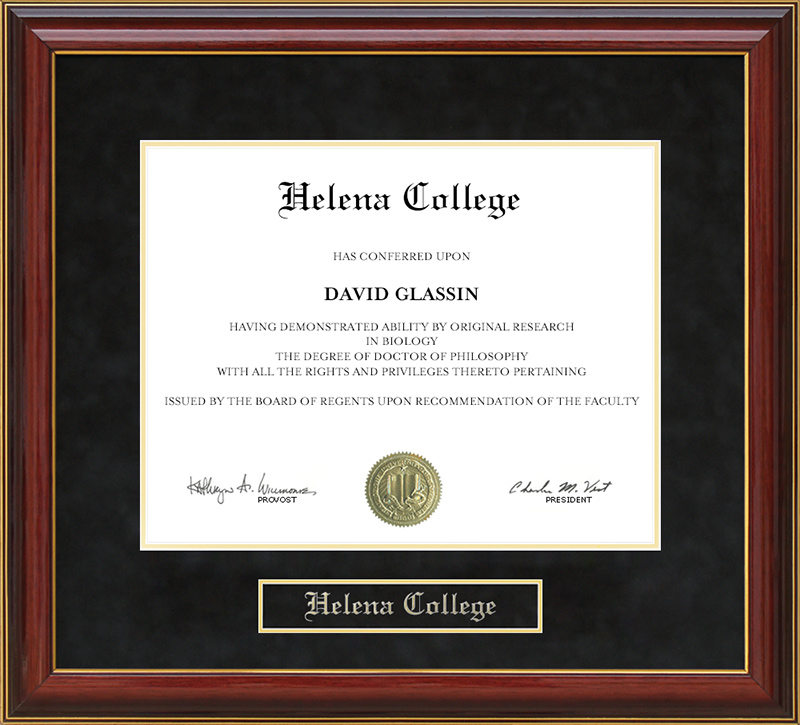 Helena College
HAS CONFERRED UPON
DAVID GLASSIN
HAVING DEMONSTRATED ABILITY BY ORIGINAL RESEARCH
IN BIOLOGY
THE DEGREE OF DOCTOR OF PHILOSOPHY
WITH ALL THE RIGHTS AND PRIVILEGES THERETO PERTAINING
ISSUED BY THE BOARD OF REGENTS UPON RECOMMENDATION OF THE FACULTY
Charles M. Vest
PROVOST
PRESIDENT
Helena College